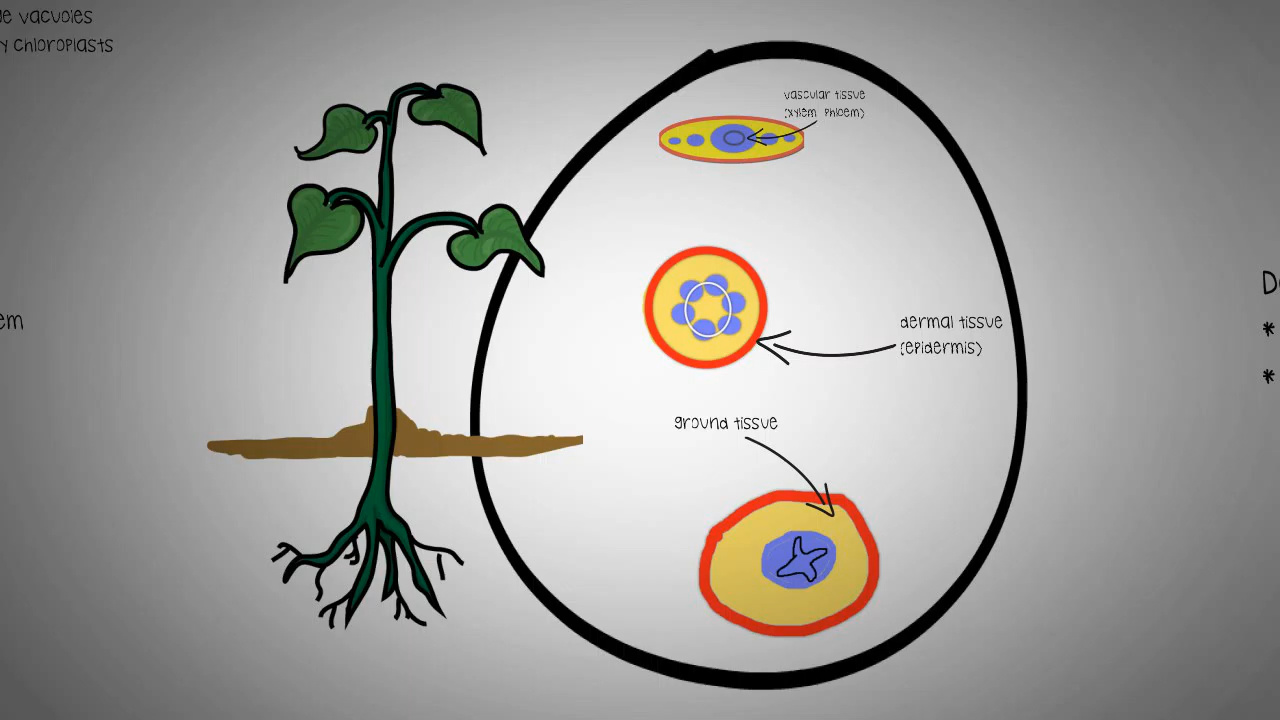 vacuoles
chloroplasts
vascular tissue
(xylem phloem)
dermal tissue
(epidermis)
ground tissue
*
*